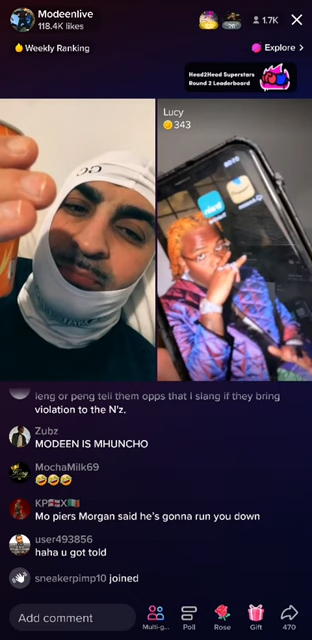 Modeenlive
118.4K likes
20
1.7K
Weekly Ranking
Explore >
Head2Head Superstars
Round 2 Leaderboard
Lucy
343
leng or peng tell them opps that I slang if they bring
violation to the N'z.
Zubz
MODEEN IS MHUNCHO
MochaMilk69
🤣🤣🤣
KP🇬🇧X🇿🇲
Mo piers Morgan said he's gonna run you down
user493856
haha u got told
sneakerpimp10 joined
Add comment
Multi-g...
Poll
Rose
Gift
470